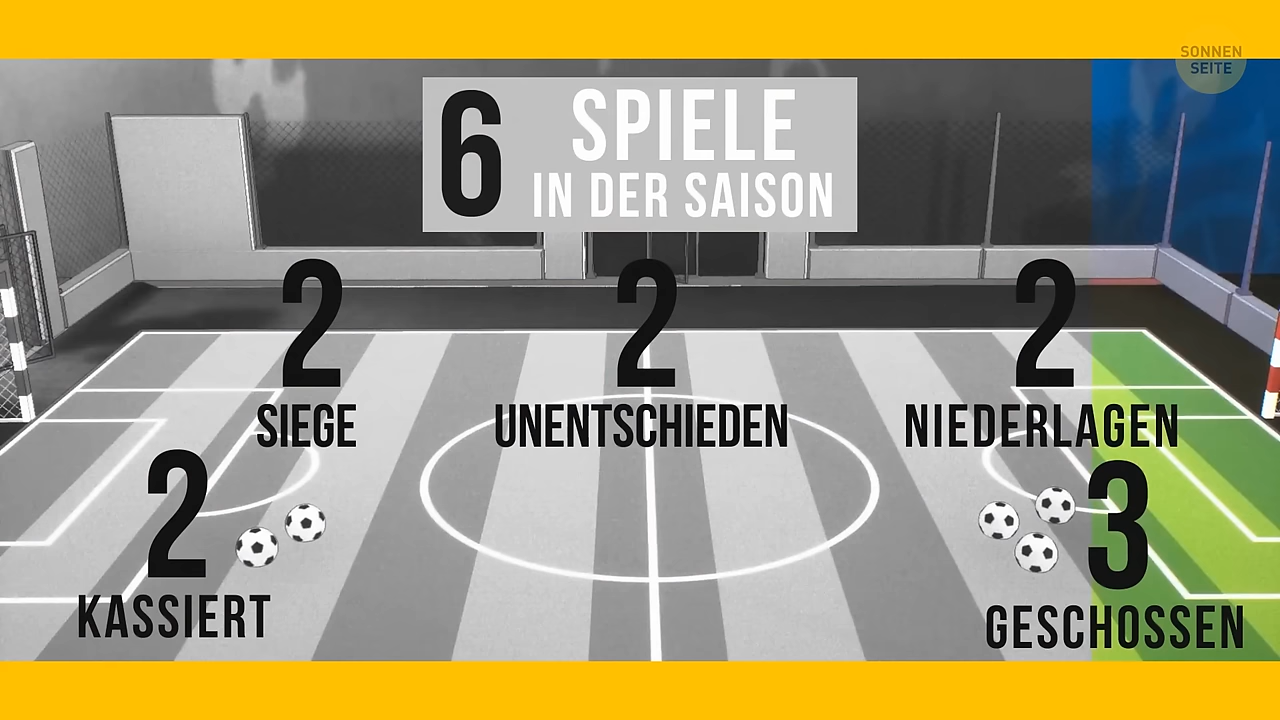 SONNEN
SEITE
6
SPIELE
IN DER SAISON
2
SIEGE
2
UNENTSCHIEDEN
2
NIEDERLAGEN
2
KASSIERT
3
GESCHOSSEN